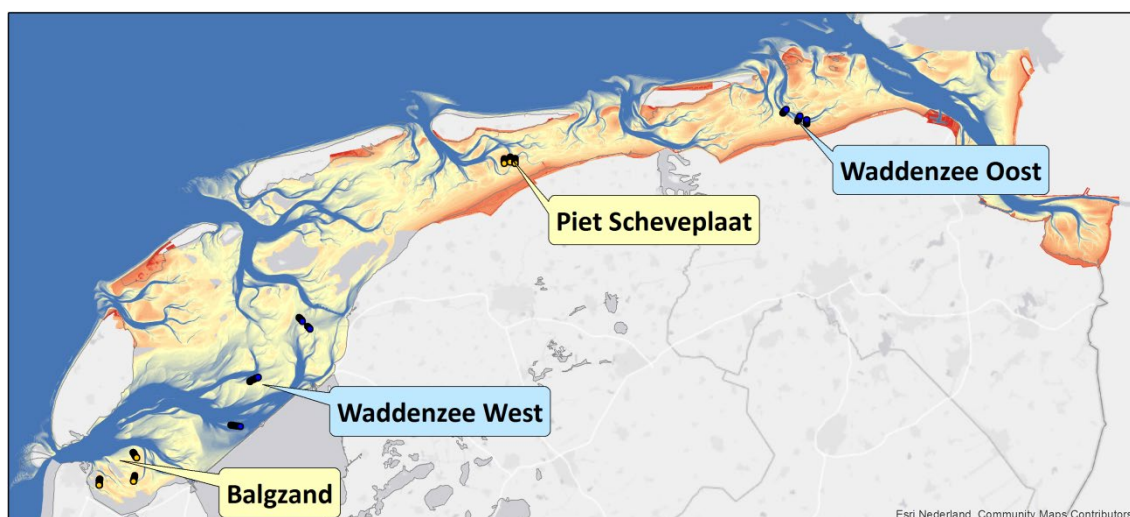 Waddenzee Oost
Piet Scheveplaat
Waddenzee West
Balgzand
Esri Nederland, Community Maps Contributors